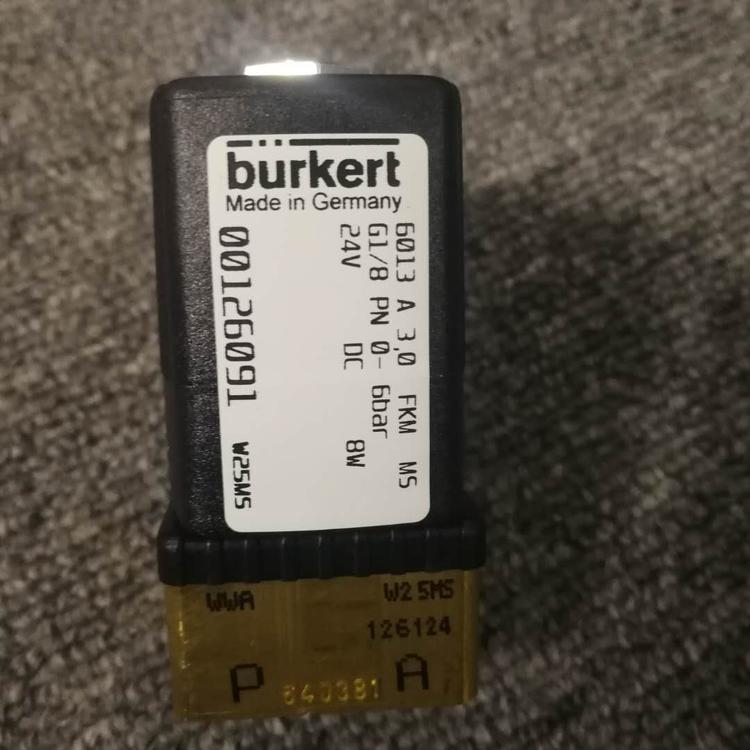 bürkert
Made in Germany
6013 A 3,0 FKM MS
G1/8 PN 0- 6bar
24V DC 8W
00126091 W25MS
WWA W25MS
126124
P 640381 A